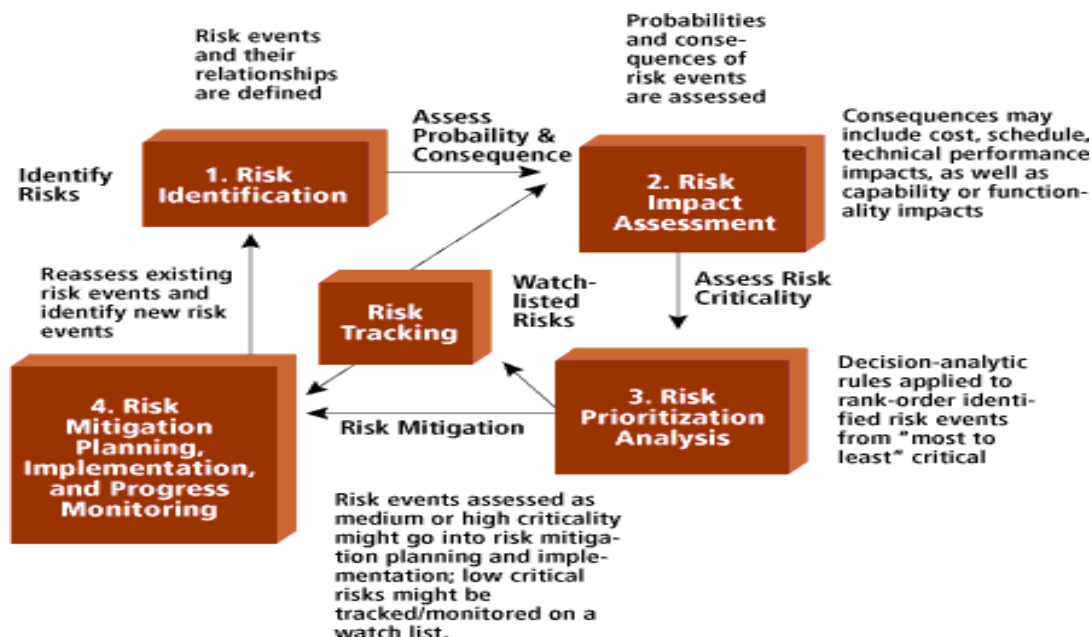 Risk events
and their
relationships
are defined
Probabilities
and conse-
quences of
risk events
are assessed
Assess
Probaility &
Consequence
Consequences may
include cost, schedule,
technical performance
impacts, as well as
capability or function-
ality impacts
Identify
Risks
1. Risk
Identification
2. Risk
Impact
Assessment
Reassess existing
risk events and
identify new risk
events
Risk
Tracking
Watch-
listed
Risks
Assess Risk
Criticality
4. Risk
Mitigation
Planning,
Implementation,
and Progress
Monitoring
Risk Mitigation
3. Risk
Prioritization
Analysis
Decision-analytic
rules applied to
rank-order identi-
fied risk events
from “most to
least” critical
Risk events assessed as
medium or high criticality
might go into risk mitiga-
tion planning and imple-
mentation; low critical
risks might be
tracked/monitored on a
watch list.